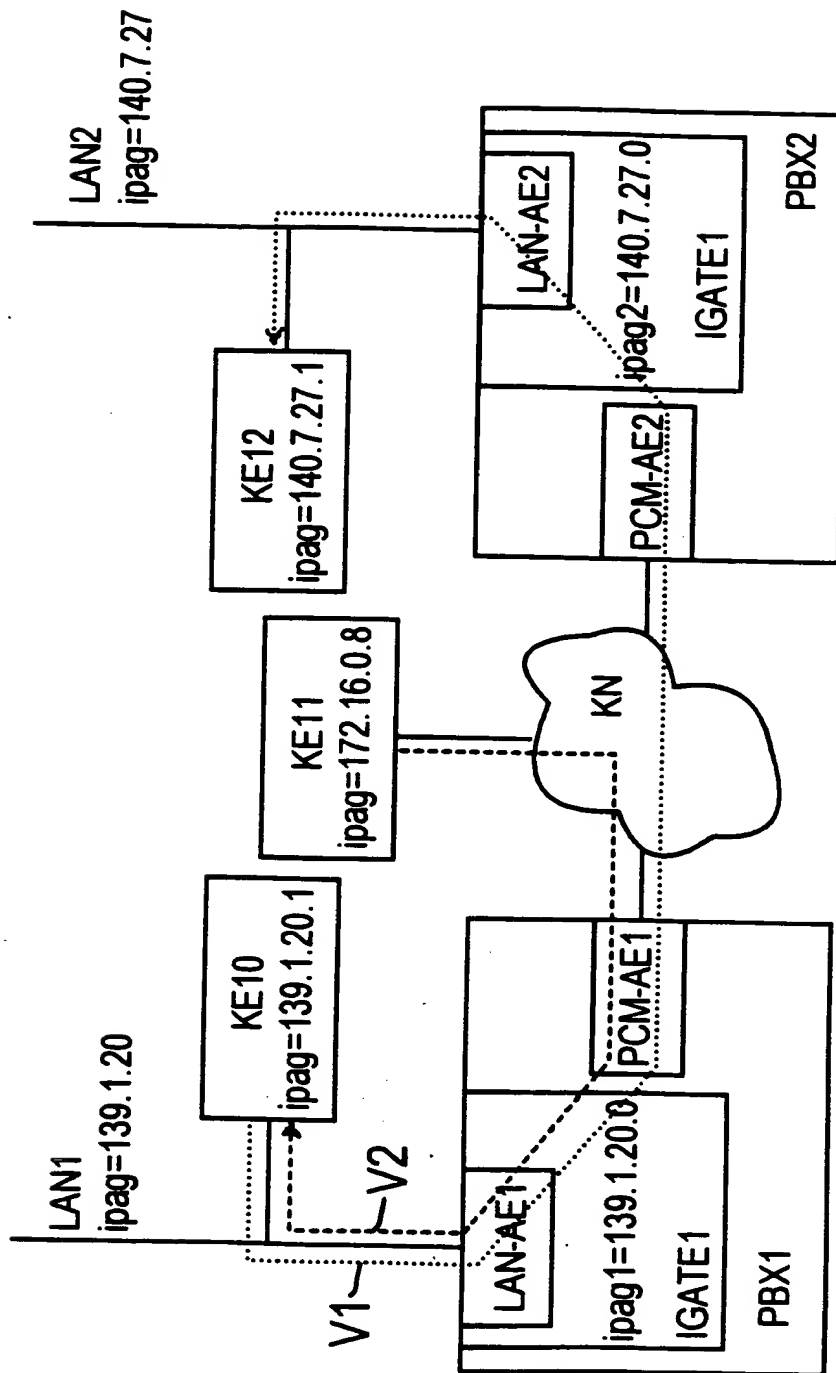 LAN1
ipag=139.1.20
KE10
ipag=139.1.20.1
KE11
ipag=172.16.0.8
KE12
ipag=140.7.27.1
LAN2
ipag=140.7.27
V1
V2
LAN-AE1
ipag1=139.1.20.0
IGATE1
PBX1
PCM-AE1
KN
PCM-AE2
LAN-AE2
ipag2=140.7.27.0
IGATE1
PBX2